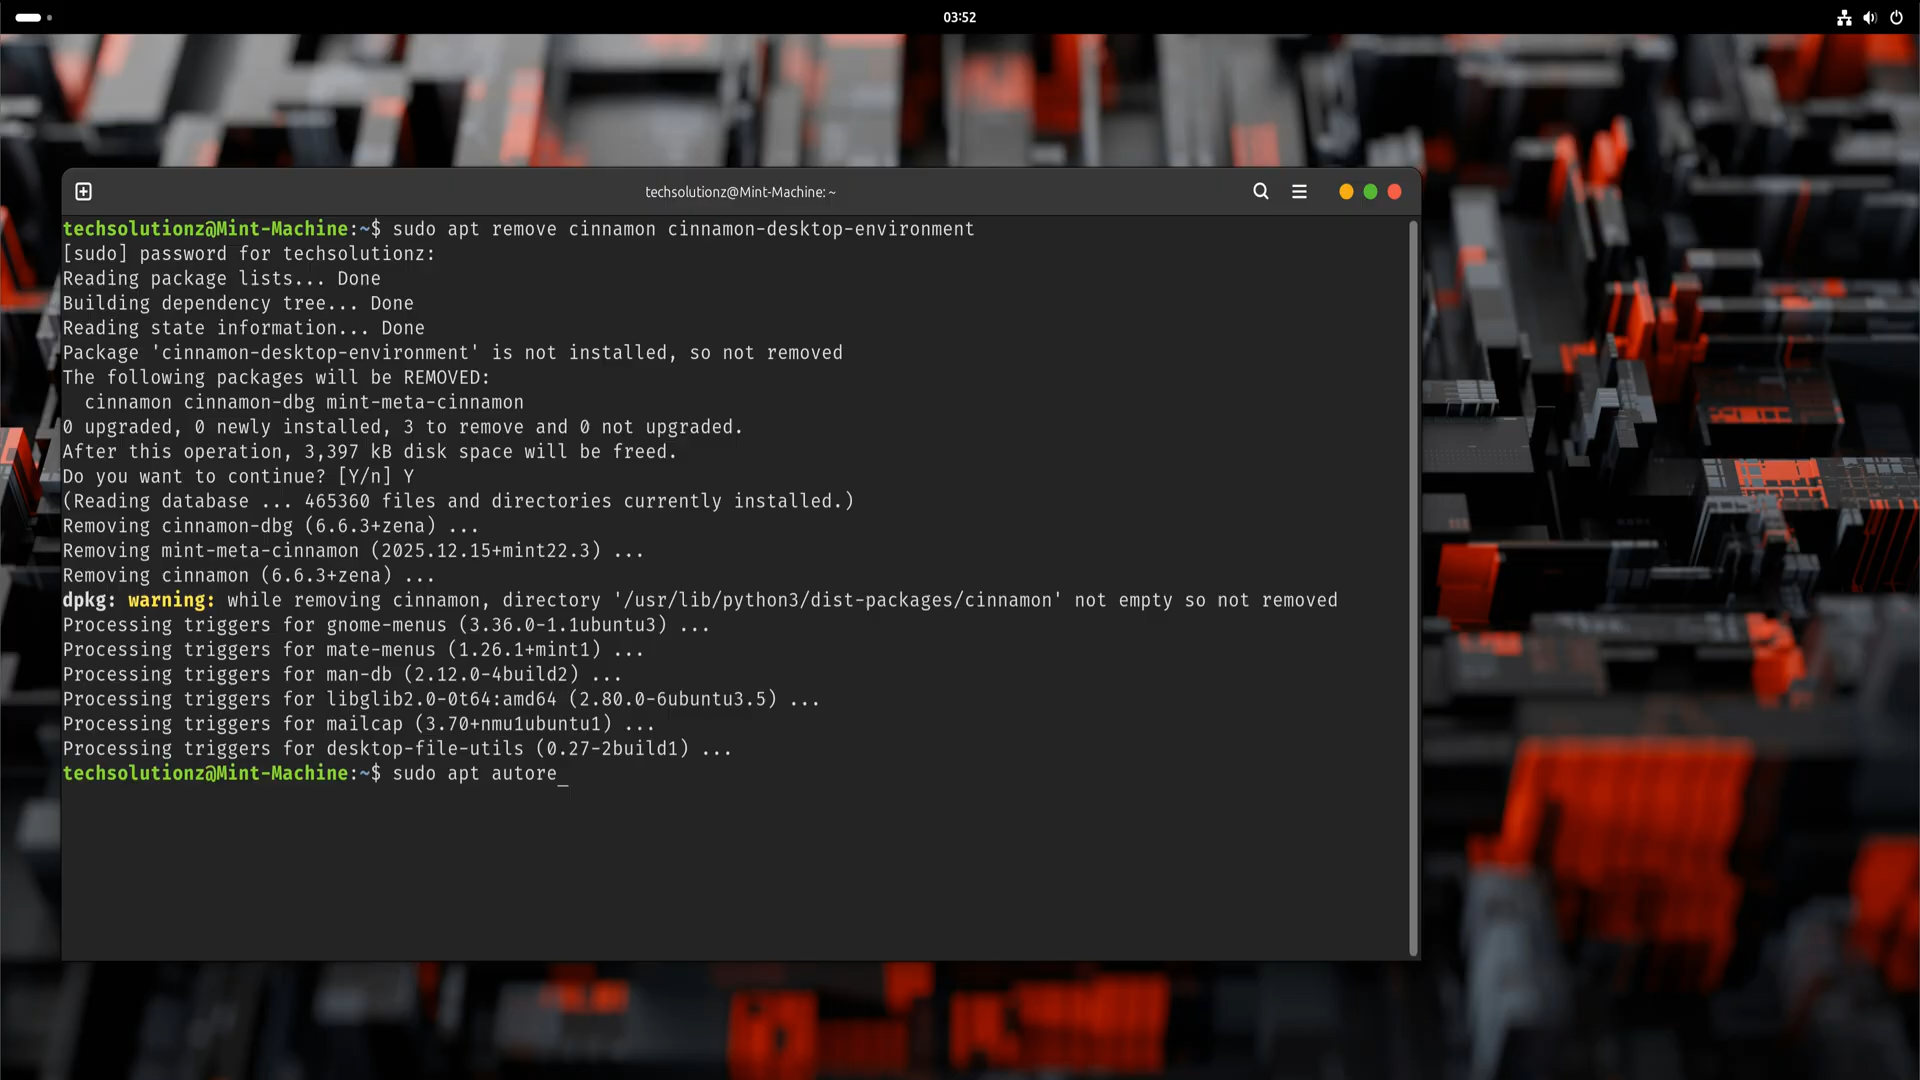 03:52
techsolutionz@Mint-Machine: ~
techsolutionz@Mint-Machine:~$ sudo apt remove cinnamon cinnamon-desktop-environment
[sudo] password for techsolutionz:
Reading package lists... Done
Building dependency tree... Done
Reading state information... Done
Package 'cinnamon-desktop-environment' is not installed, so not removed
The following packages will be REMOVED:
  cinnamon cinnamon-dbg mint-meta-cinnamon
0 upgraded, 0 newly installed, 3 to remove and 0 not upgraded.
After this operation, 3,397 kB disk space will be freed.
Do you want to continue? [Y/n] Y
(Reading database ... 465360 files and directories currently installed.)
Removing cinnamon-dbg (6.6.3+zena) ...
Removing mint-meta-cinnamon (2025.12.15+mint22.3) ...
Removing cinnamon (6.6.3+zena) ...
dpkg: warning: while removing cinnamon, directory '/usr/lib/python3/dist-packages/cinnamon' not empty so not removed
Processing triggers for gnome-menus (3.36.0-1.1ubuntu3) ...
Processing triggers for mate-menus (1.26.1+mint1) ...
Processing triggers for man-db (2.12.0-4build2) ...
Processing triggers for libglib2.0-0t64:amd64 (2.80.0-6ubuntu3.5) ...
Processing triggers for mailcap (3.70+nmu1ubuntu1) ...
Processing triggers for desktop-file-utils (0.27-2build1) ...
techsolutionz@Mint-Machine:~$ sudo apt autore_